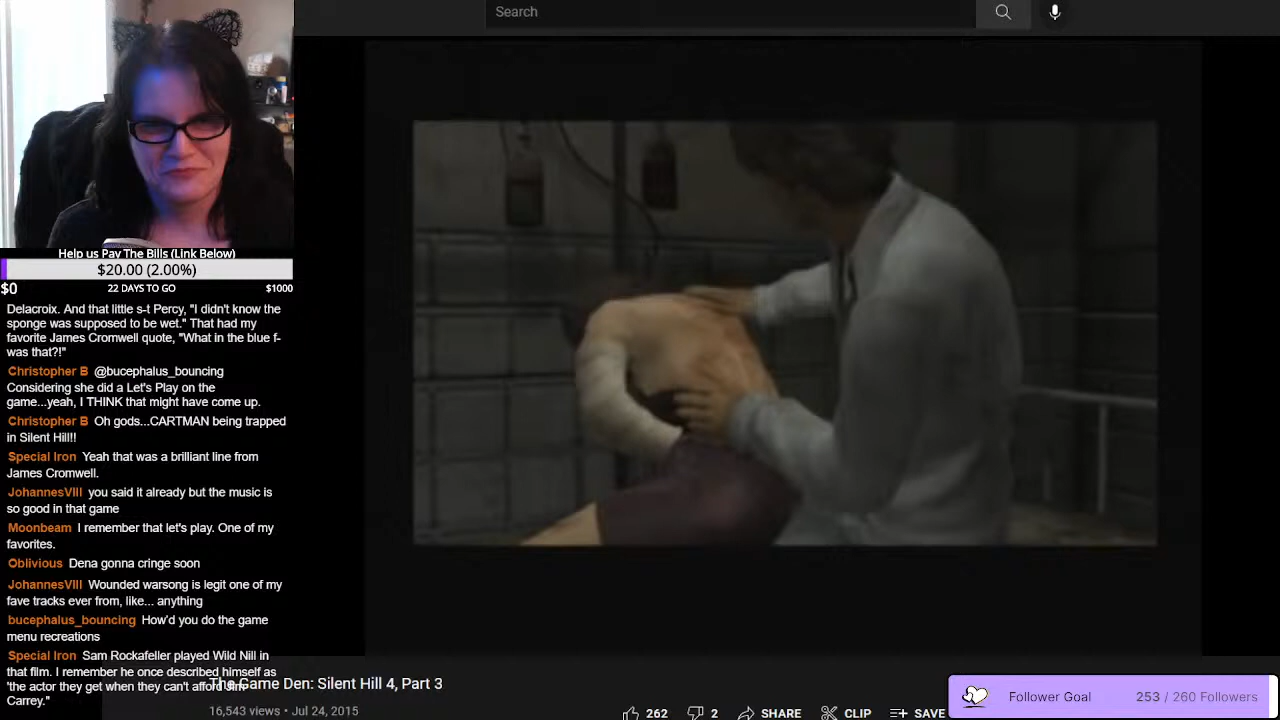 Search
Help us Pay The Bills (Link Below)
$20.00 (2.00%)
$0
22 DAYS TO GO
$1000
Delacroix. And that little s-t Percy, "I didn't know the
sponge was supposed to be wet." That had my
favorite James Cromwell quote, "What in the blue f-
was that?!"
Christopher B @bucephalus_bouncing
Considering she did a Let's Play on the
game...yeah, I THINK that might have come up.
Christopher B Oh gods...CARTMAN being trapped
in Silent Hill!!
Special Iron Yeah that was a brilliant line from
James Cromwell.
JohannesVIII you said it already but the music is
so good in that game
Moonbeam I remember that let's play. One of my
favorites.
Oblivious Dena gonna cringe soon
JohannesVIII Wounded warsong is legit one of my
fave tracks ever from, like... anything
bucephalus_bouncing How'd you do the game
menu recreations
Special Iron Sam Rockafeller played Wild Nill in
that film. I remember he once described himself as
'the actor they get when they can't afford Jim
Carrey."
The Game Den: Silent Hill 4, Part 3
16,543 views • Jul 24, 2015
262
2
SHARE
CLIP
SAVE
Follower Goal
253 / 260 Followers